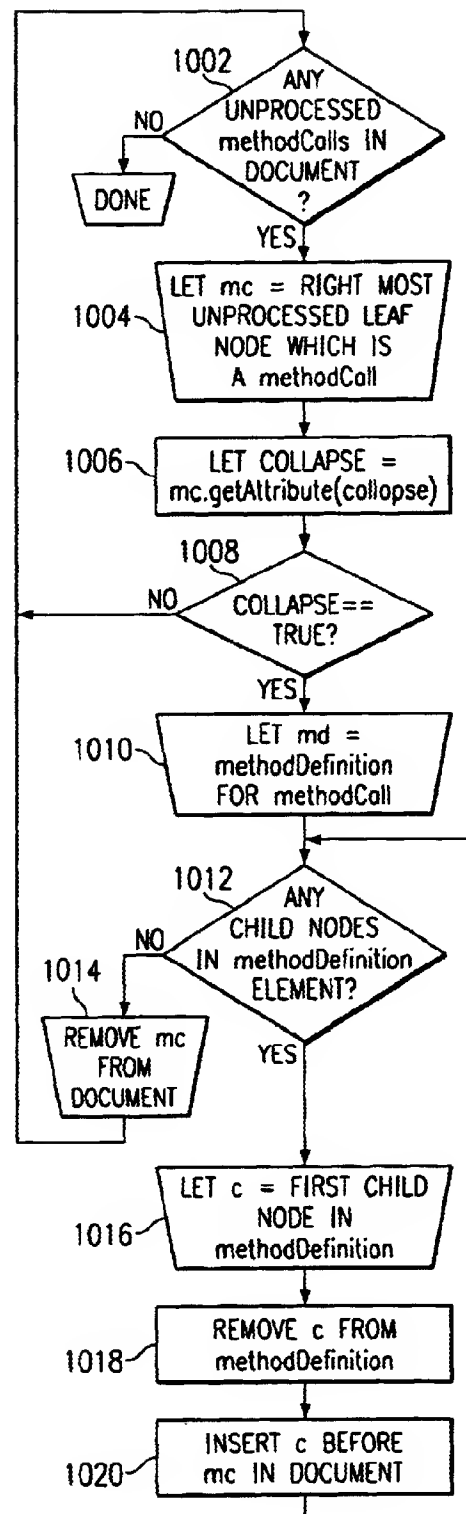 1002
ANY
UNPROCESSED
methodCalls IN
DOCUMENT
?
NO
DONE
YES
1004
LET mc = RIGHT MOST
UNPROCESSED LEAF
NODE WHICH IS
A methodCall
1006
LET COLLAPSE =
mc.getAttribute(collapse)
1008
NO
COLLAPSE==
TRUE?
YES
1010
LET md =
methodDefinition
FOR methodCall
1012
ANY
CHILD NODES
IN methodDefinition
ELEMENT?
NO
1014
REMOVE mc
FROM
DOCUMENT
YES
1016
LET c = FIRST CHILD
NODE IN
methodDefinition
1018
REMOVE c FROM
methodDefinition
1020
INSERT c BEFORE
mc IN DOCUMENT